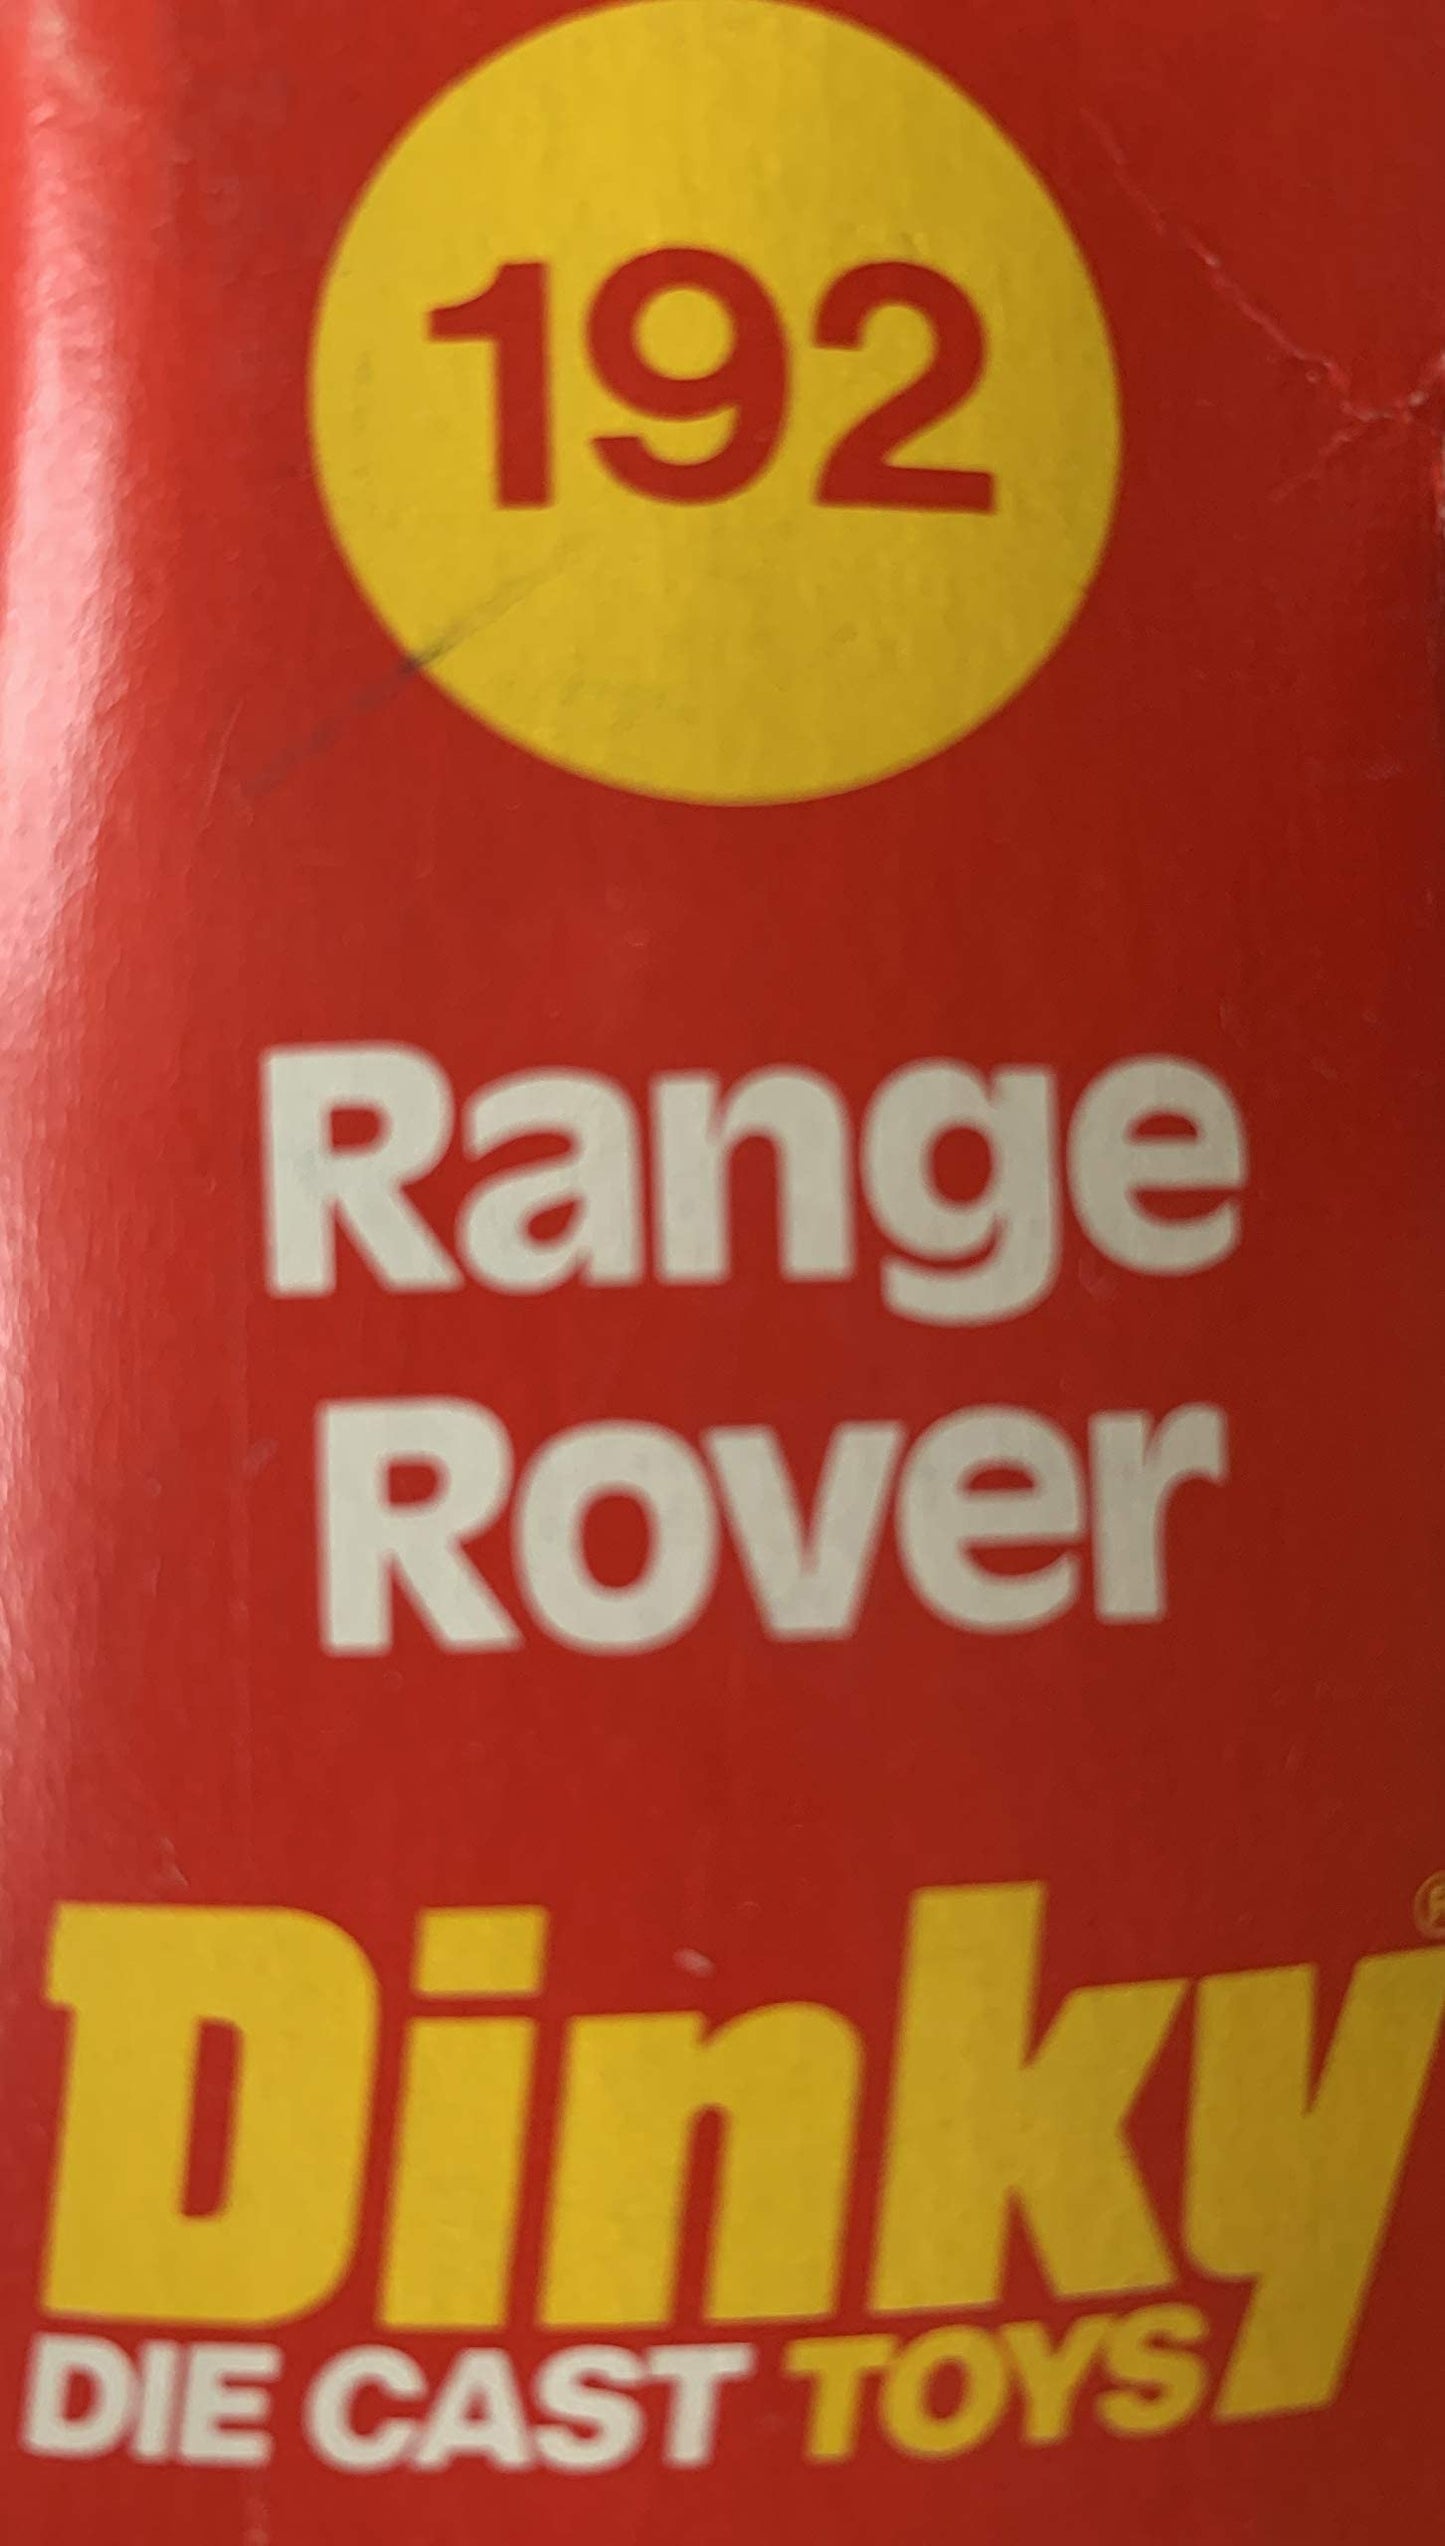 192
Range
Rover
Dinky®
DIE CAST TOYS